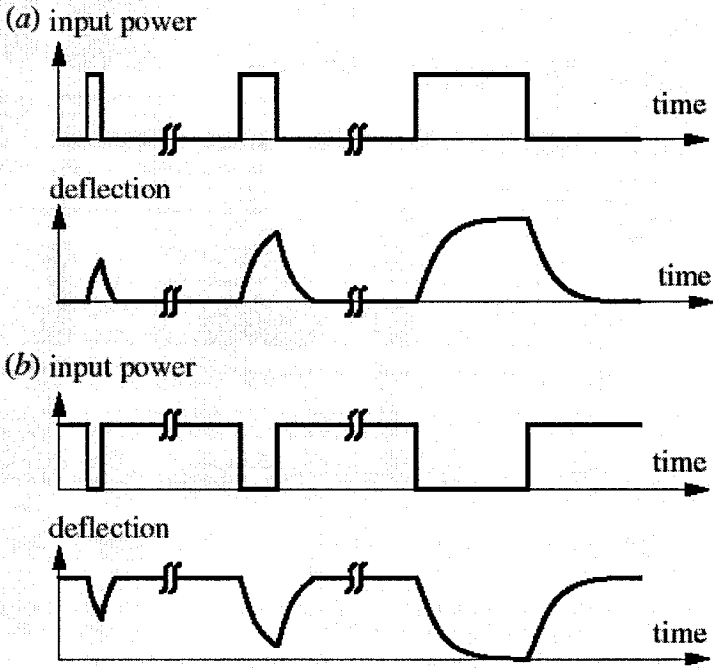 (a) input power
time
deflection
time
(b) input power
time
deflection
time